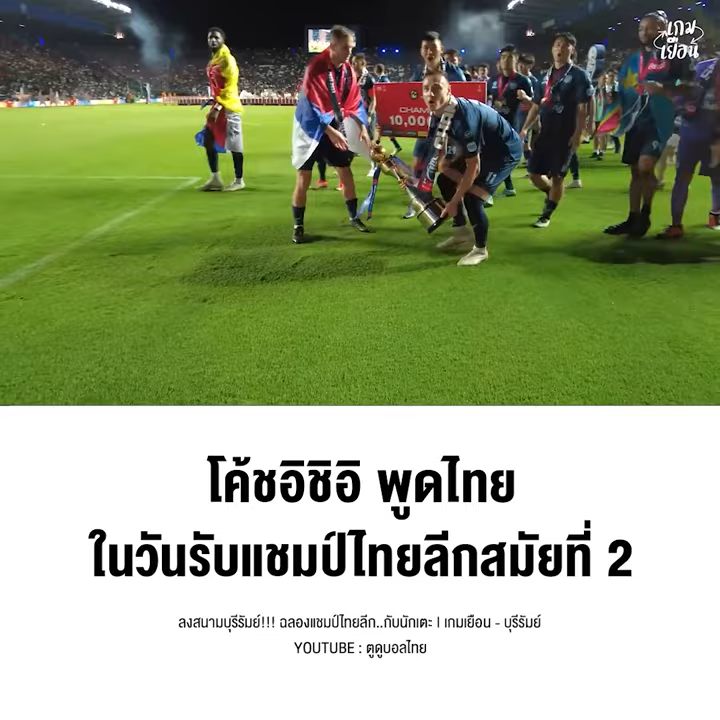 เกม
เยือน
CHAM
10,00
โค้ชอิชิอิ พูดไทย
ในวันรับแชมป์ไทยลีกสมัยที่ 2
ลงสนามบุรีรัมย์!!! ฉลองแชมป์ไทยลีก..กับนักเตะ | เกมเยือน - บุรีรัมย์
YOUTUBE : ตูดูบอลไทย